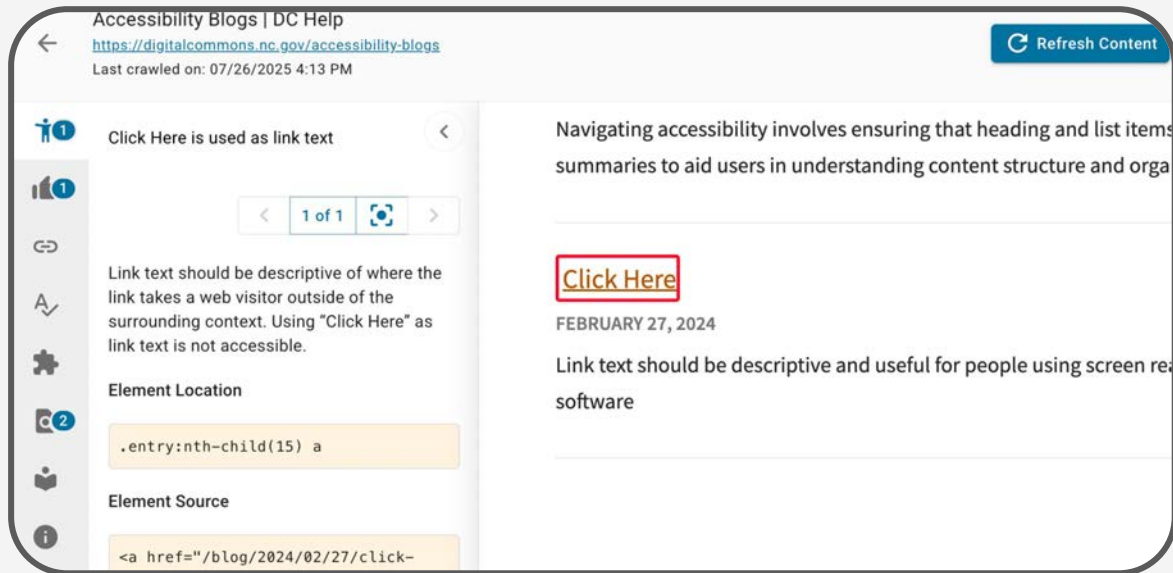 Accessibility Blogs | DC Help
https://digitalcommons.nc.gov/accessibility-blogs
Last crawled on: 07/26/2025 4:13 PM
Refresh Content
1
1
2
Click Here is used as link text
1 of 1
Link text should be descriptive of where the
link takes a web visitor outside of the
surrounding context. Using “Click Here” as
link text is not accessible.
Element Location
.entry:nth-child(15) a
Element Source
<a href="/blog/2024/02/27/click-
Navigating accessibility involves ensuring that heading and list items
summaries to aid users in understanding content structure and orga
Click Here
FEBRUARY 27, 2024
Link text should be descriptive and useful for people using screen rea
software